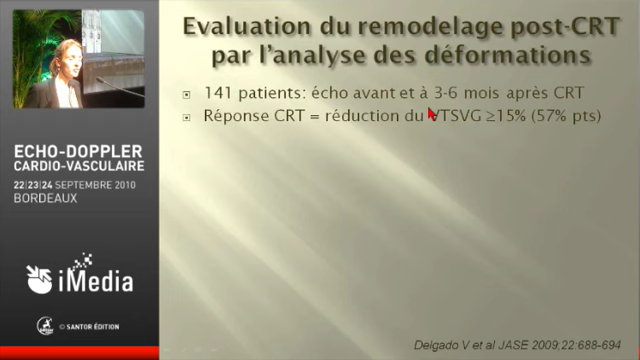 Evaluation du remodelage post-CRT
par l'analyse des déformations
141 patients: écho avant et à 3-6 mois après CRT
Réponse CRT = réduction du VTSVG ≥15% (57% pts)
ECHO-DOPPLER
CARDIO-VASCULAIRE
22|23|24 SEPTEMBRE 2010
BORDEAUX
iMedia
© SANTOR ÉDITION
Delgado V et al JASE 2009;22:688-694